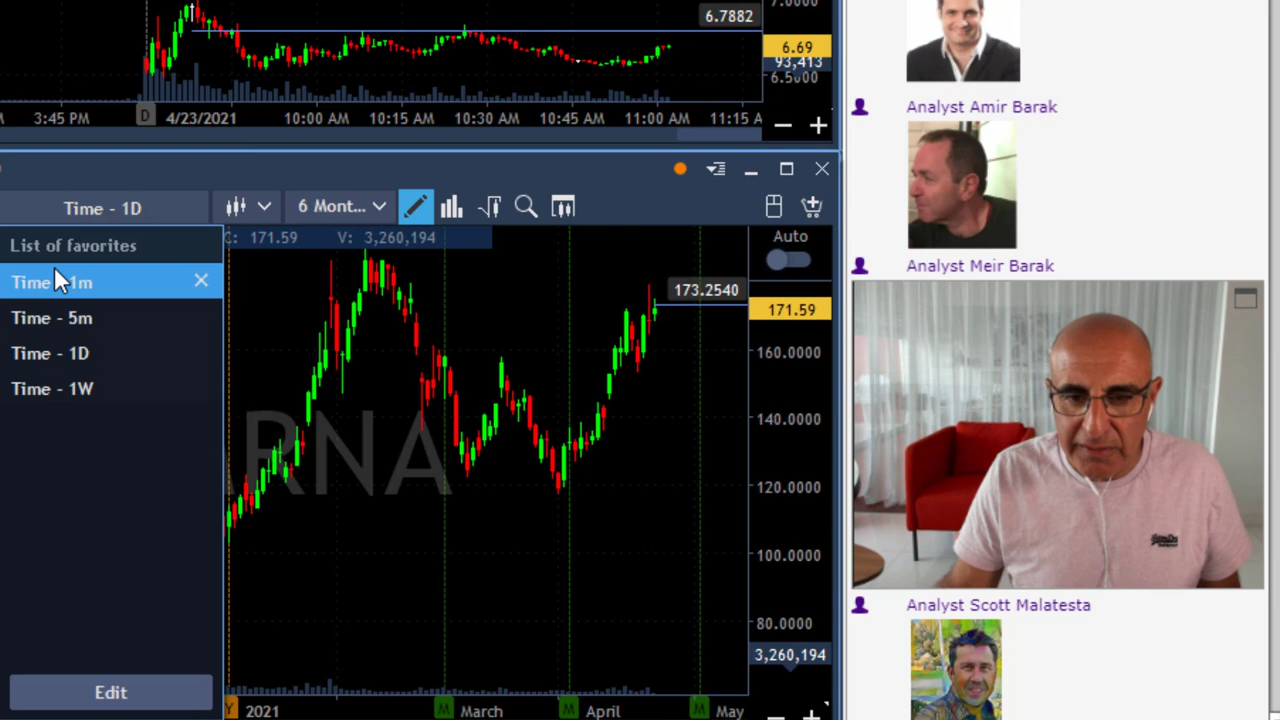 7.0000
6.7882
6.69
93,413
6.5000
3:45 PM
D
4/23/2021
10:00 AM
10:15 AM
10:30 AM
10:45 AM
11:00 AM
11:15 A
Time - 1D
6 Mont...
List of favorites
C: 171.59
V: 3,260,194
Auto
Time - 1m
173.2540
171.59
Time - 5m
Time - 1D
160.0000
Time - 1W
140.0000
ARNA
120.0000
100.0000
80.0000
3,260,194
Edit
Y
2021
M
March
M
April
M
May
Analyst Amir Barak
Analyst Meir Barak
Analyst Scott Malatesta